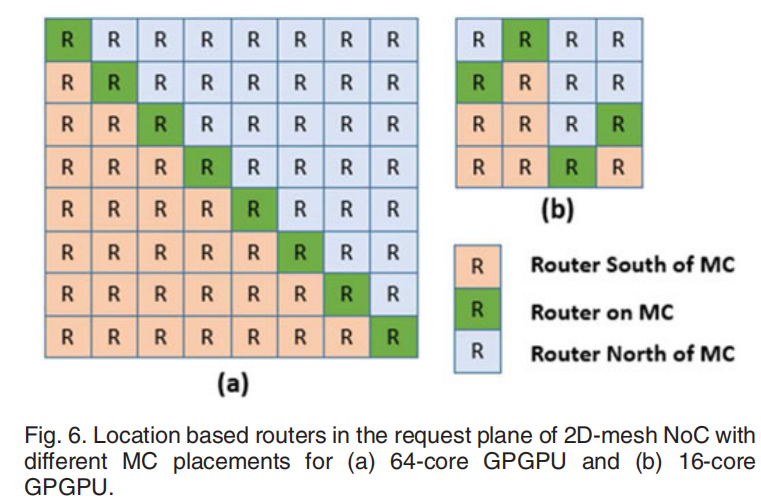 R R R R R R R R
R R R R R R R R
R R R R R R R R
R R R R R R R R
R R R R R R R R
R R R R R R R R
R R R R R R R R
R R R R R R R R
(a)
R R R R
R R R R
R R R R
R R R R
(b)
R Router South of MC
R Router on MC
R Router North of MC
Fig. 6. Location based routers in the request plane of 2D-mesh NoC with
different MC placements for (a) 64-core GPGPU and (b) 16-core
GPGPU.